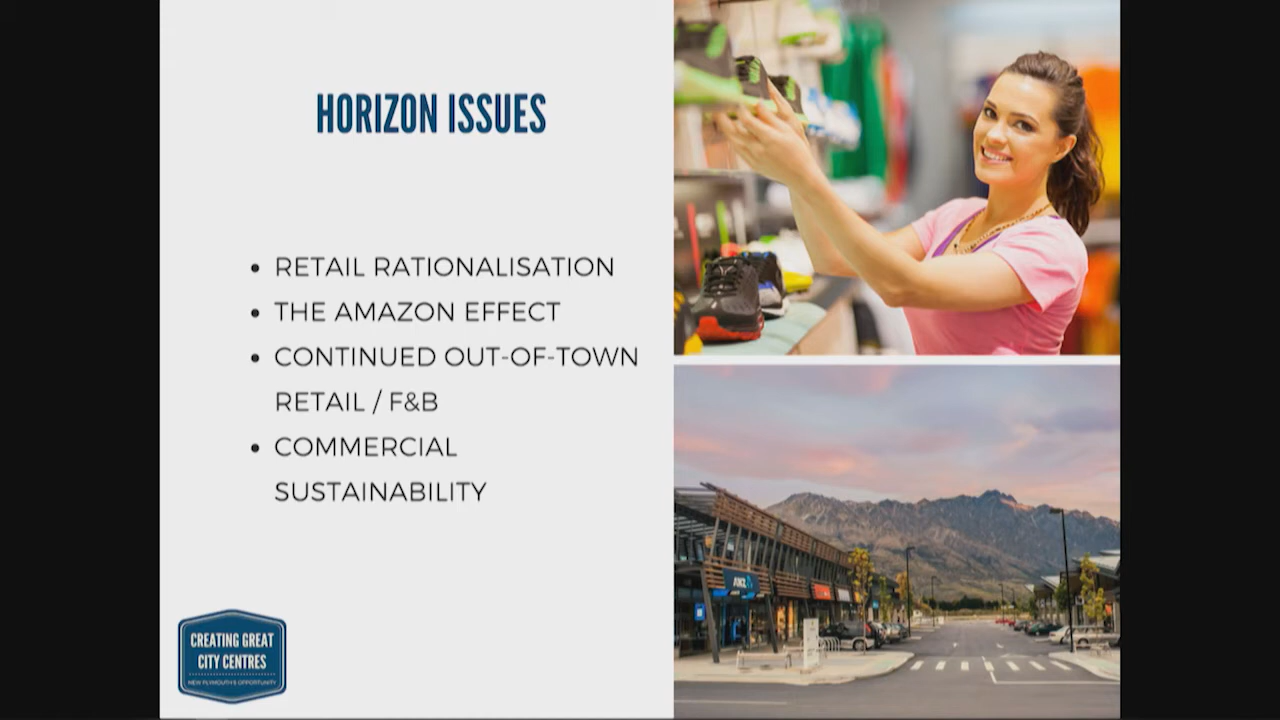 HORIZON ISSUES
• RETAIL RATIONALISATION
• THE AMAZON EFFECT
• CONTINUED OUT-OF-TOWN
RETAIL / F&B
• COMMERCIAL
SUSTAINABILITY
CREATING GREAT
CITY CENTRES
NEW PLYMOUTH'S OPPORTUNITY
ANZ